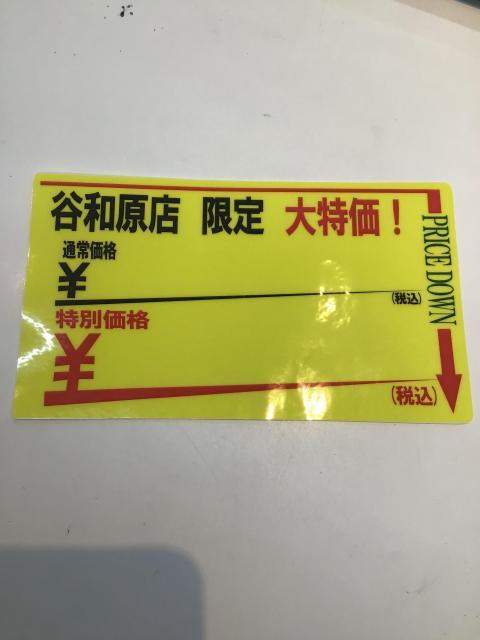 谷和原店 限定 大特価！
通常価格
¥
(税込)
特別価格
¥
(税込)
PRICE DOWN